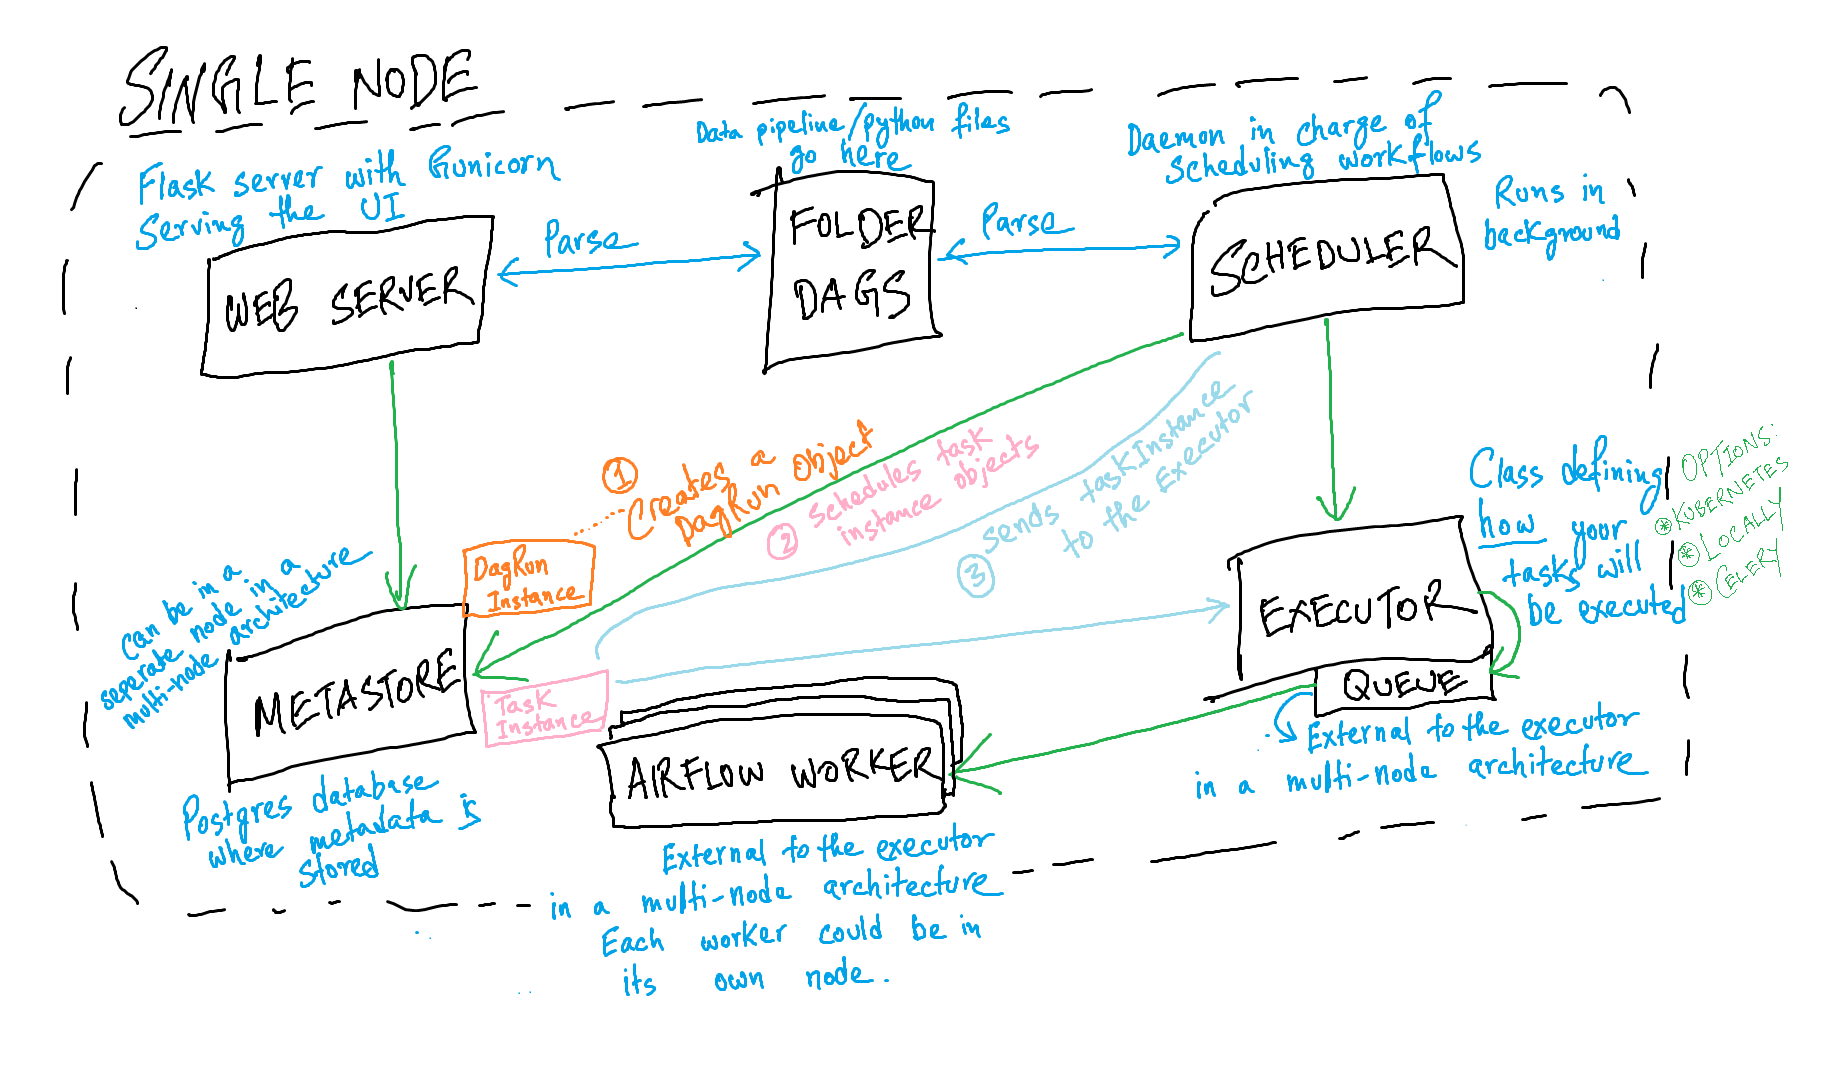 SINGLE NODE
Flask server with Gunicorn
Serving the UI
WEB SERVER
Parse
Data pipeline/python files
go here
FOLDER
DAGS
Parse
Daemon in charge of
Scheduling workflows
SCHEDULER
Runs in
background
1
Creates a
DagRun Object
2
Schedules task
instance objects
3
Sends taskInstance
to the Executor
Class defining
how your
tasks will
be executed
OPTIONS:
* KUBERNETES
* LOCALLY
* CELERY
can be in a
seperate node in a
multi-node architecture
DagRun
Instance
METASTORE
Task
Instance
Postgres database
where metadata is
stored
EXECUTOR
QUEUE
External to the executor
in a multi-node architecture
AIRFLOW WORKER
External to the executor
in a multi-node architecture
Each worker could be in
its own node.